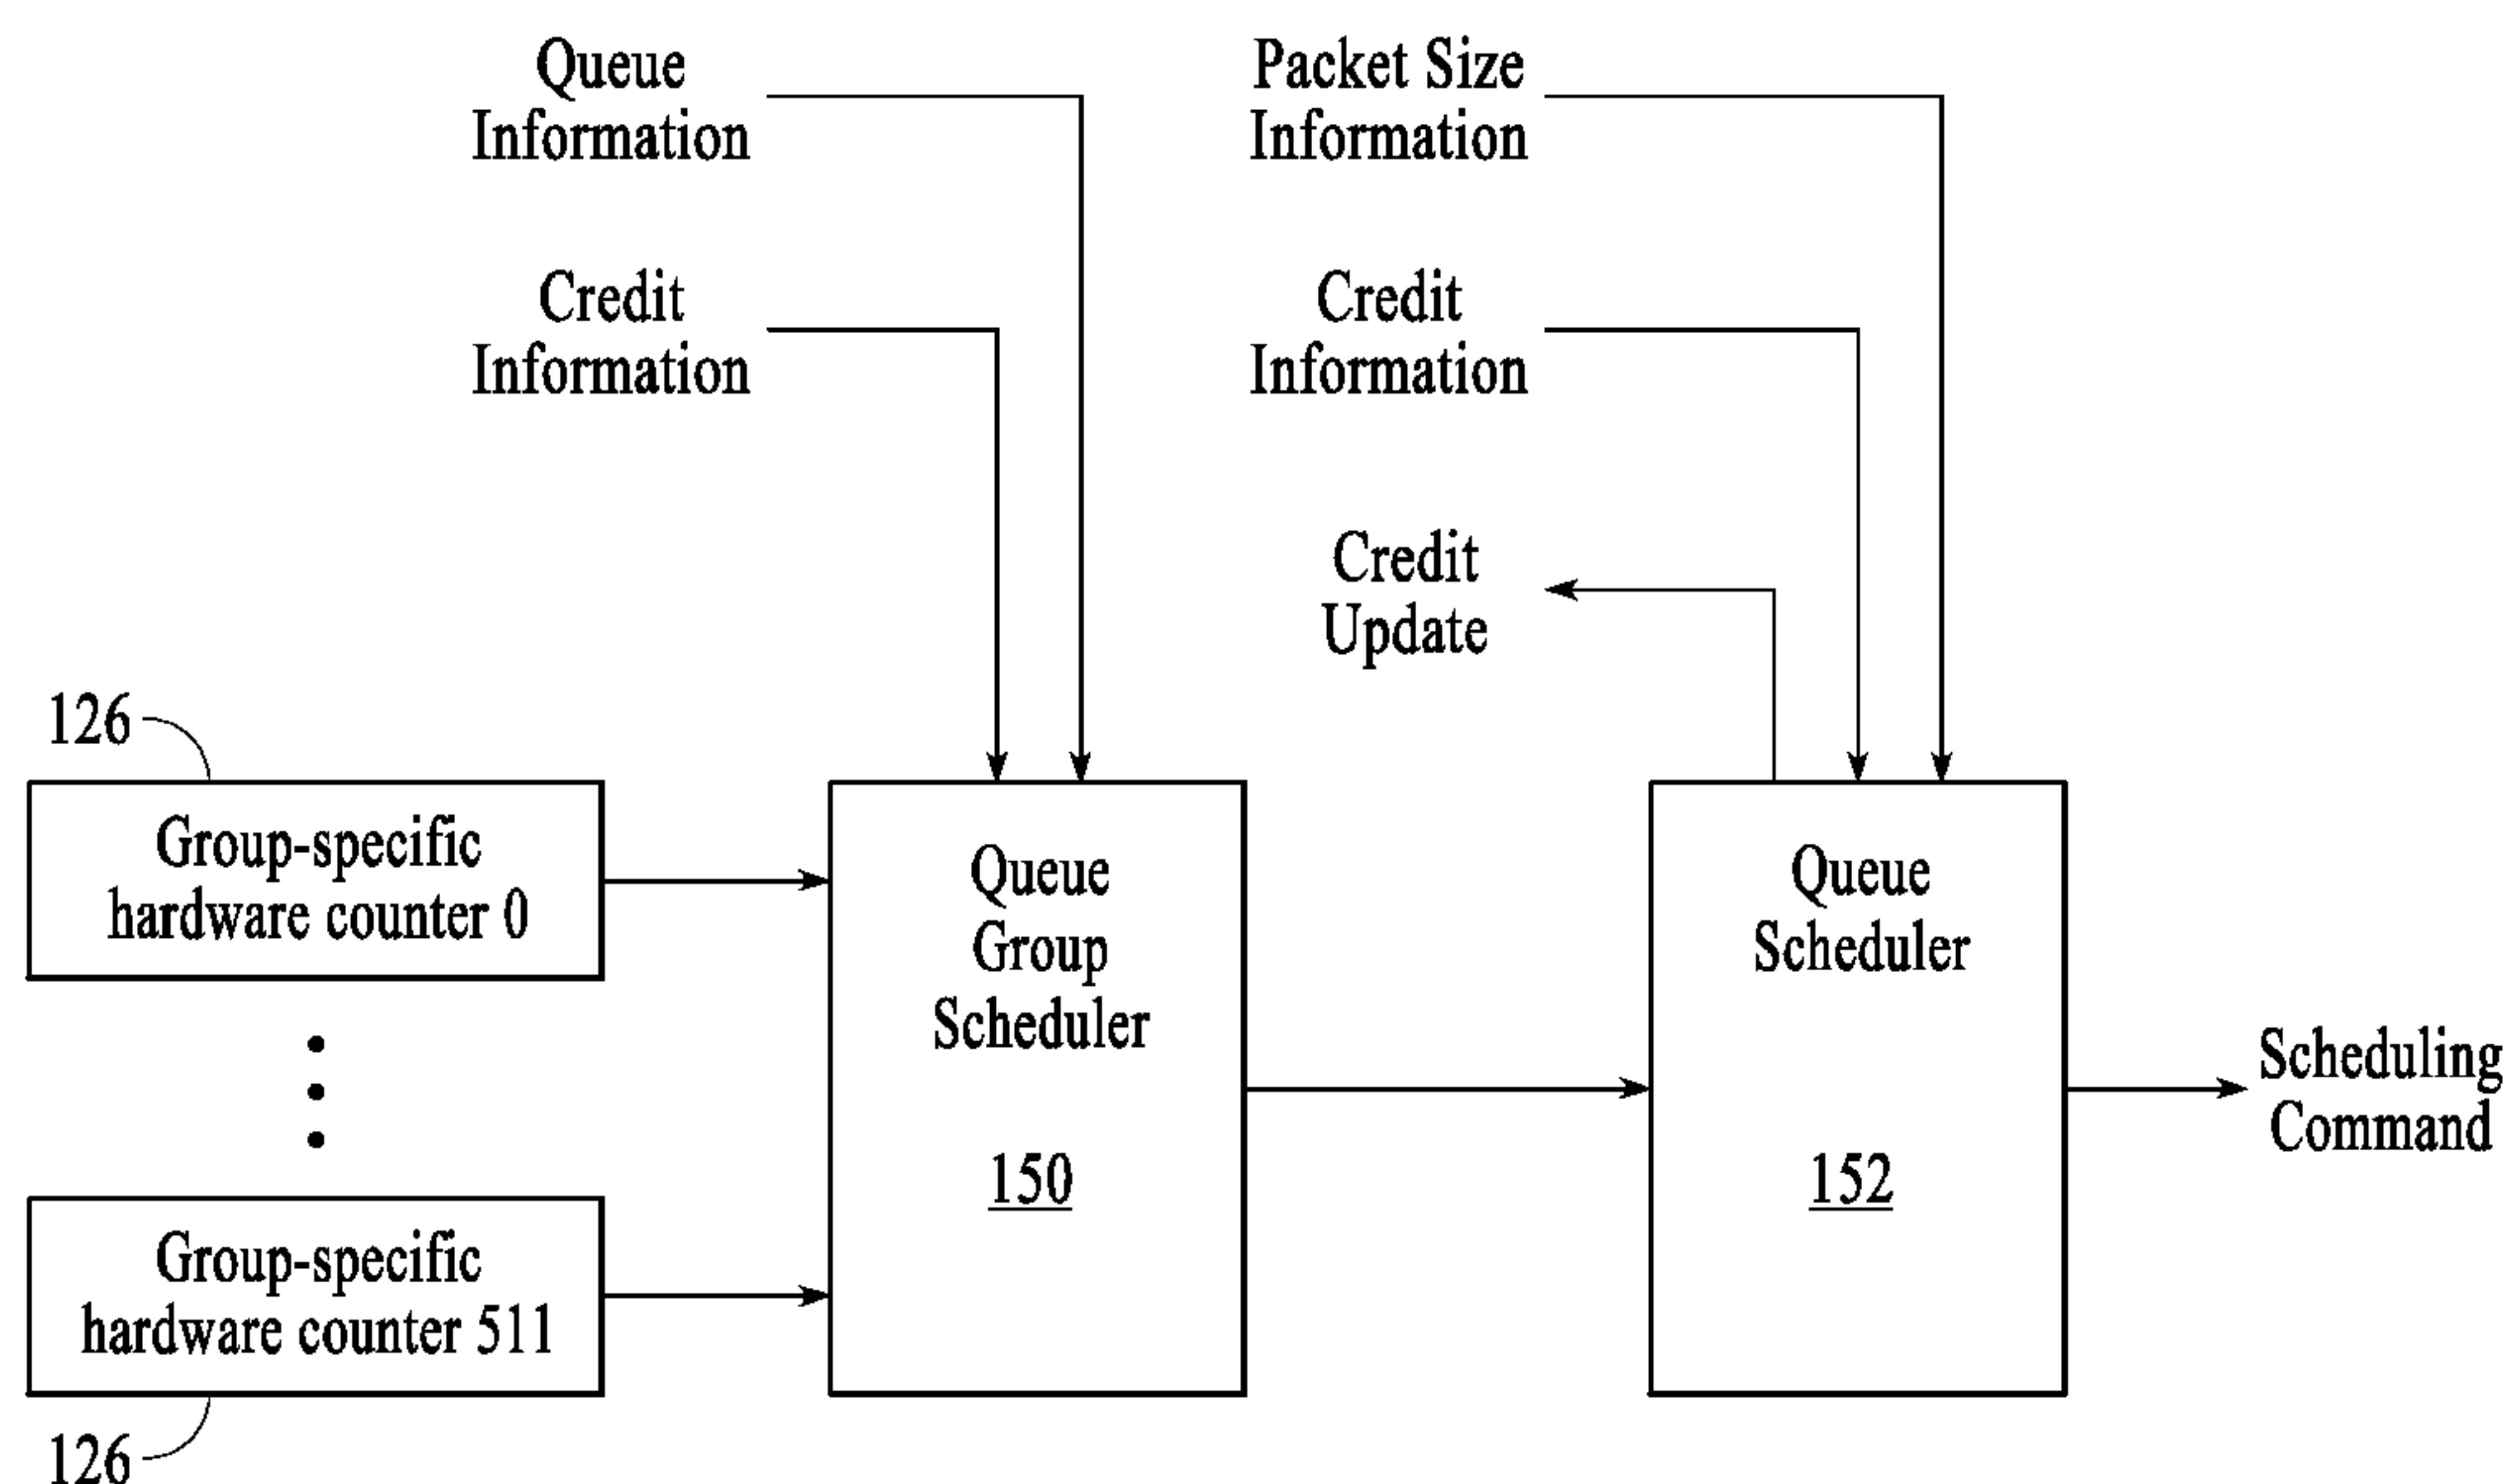 Queue
Information
Packet Size
Information
Credit
Information
Credit
Information
Credit
Update
126
Group-specific
hardware counter 0
Queue
Group
Scheduler
150
Queue
Scheduler
152
Scheduling
Command
Group-specific
hardware counter 511
126